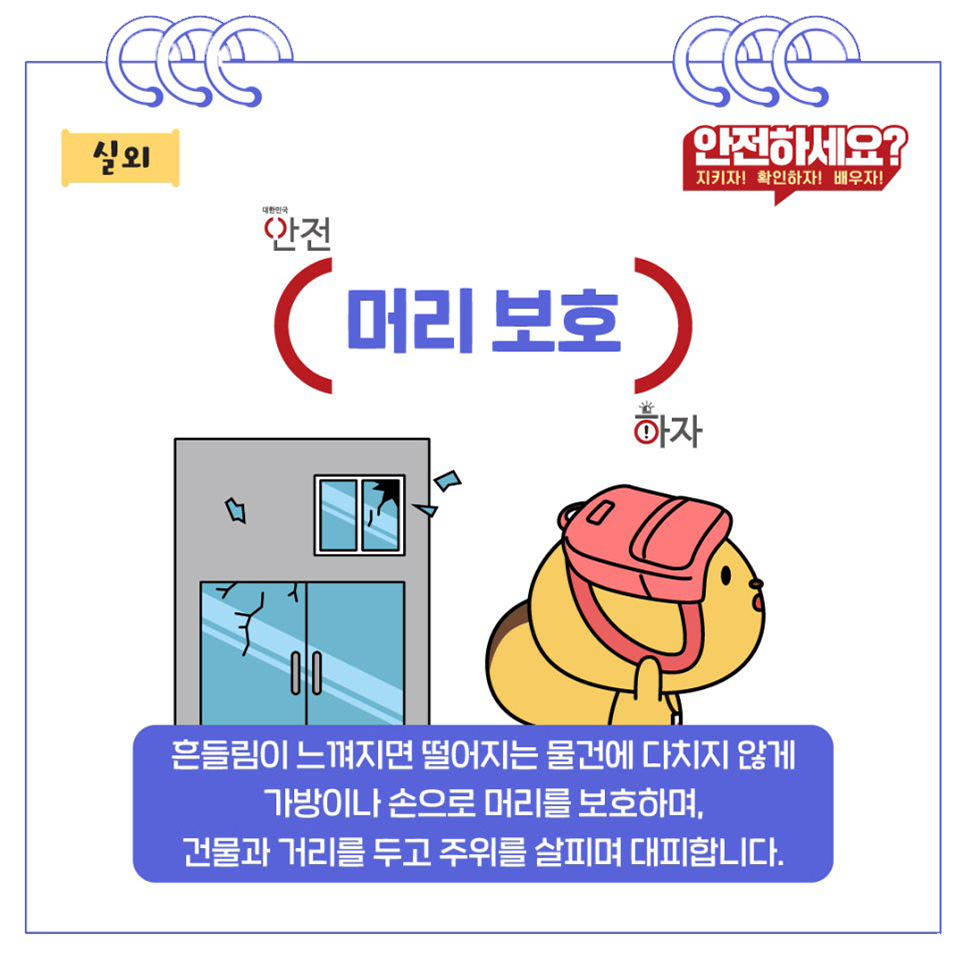 실외
안전하세요?
지키자! 확인하자! 배우자!
대한민국
안전
머리 보호
하자
흔들림이 느껴지면 떨어지는 물건에 다치지 않게
가방이나 손으로 머리를 보호하며,
건물과 거리를 두고 주위를 살피며 대피합니다.